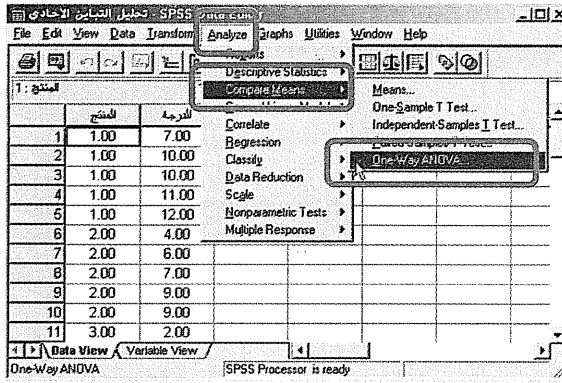 تحليل التباين الأحادي - SPSS Data Editor
File Edit View Data Transform Analyze Graphs Utilities Window Help
Reports
Descriptive Statistics
Compare Means
Correlate
Regression
Classify
Data Reduction
Scale
Nonparametric Tests
Multiple Response
Means...
One-Sample T Test...
Independent-Samples T Test...
Paired-Samples T Test...
One-Way ANOVA...
1 : المنتج
المنتج الدرجة
1 1.00 7.00
2 1.00 10.00
3 1.00 10.00
4 1.00 11.00
5 1.00 12.00
6 2.00 4.00
7 2.00 6.00
8 2.00 7.00
9 2.00 9.00
10 2.00 9.00
11 3.00 2.00
Data View Variable View
One-Way ANOVA SPSS Processor is ready